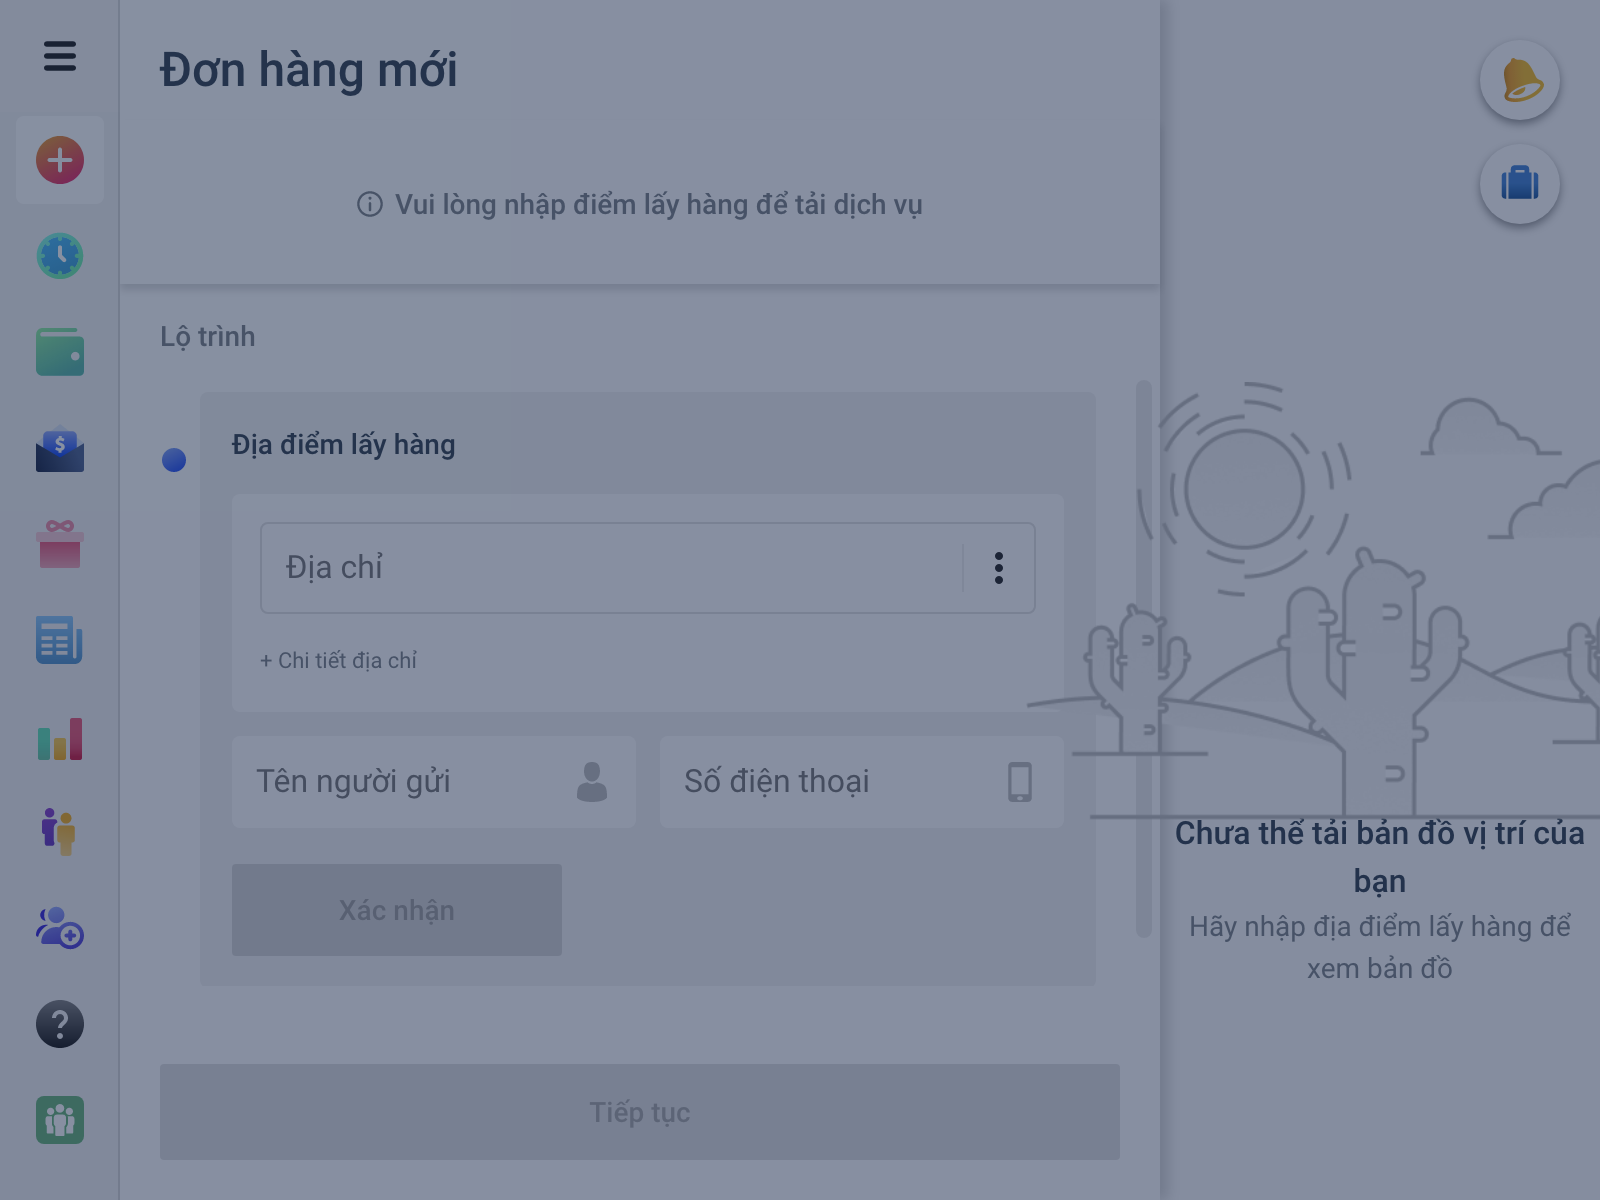 Đơn hàng mới
Vui lòng nhập điểm lấy hàng để tải dịch vụ
Lộ trình
Địa điểm lấy hàng
Địa chỉ
+ Chi tiết địa chỉ
Tên người gửi
Số điện thoại
Xác nhận
Tiếp tục
Chưa thể tải bản đồ vị trí của
bạn
Hãy nhập địa điểm lấy hàng để
xem bản đồ